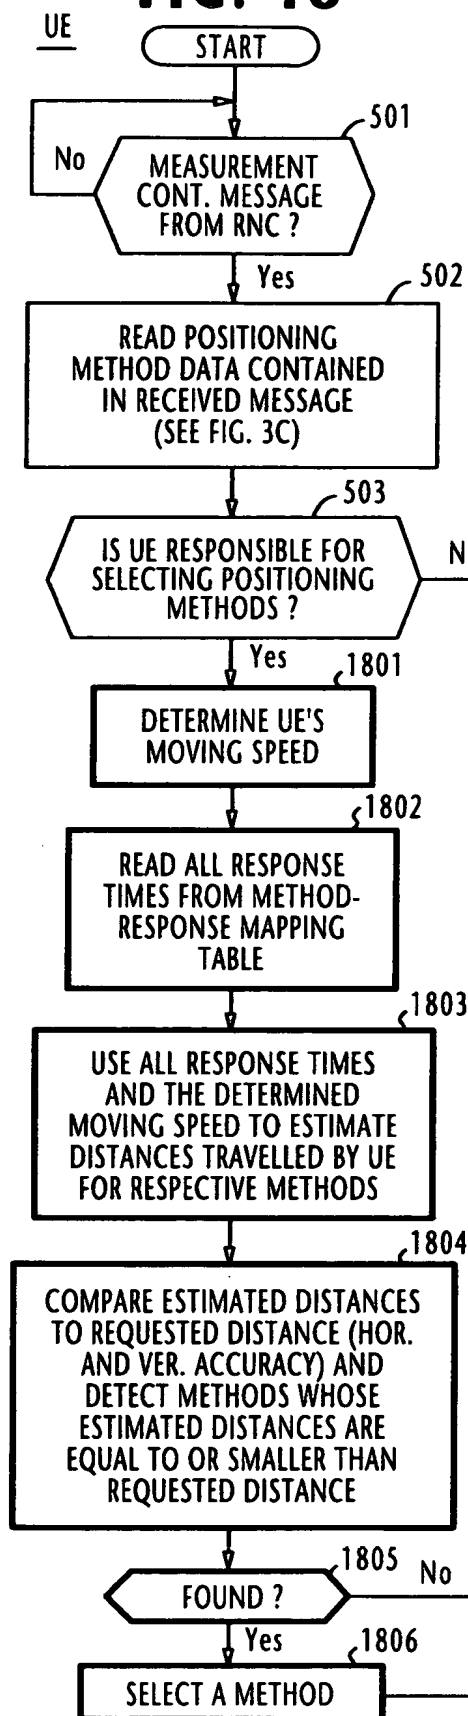 UE
START
501
No
MEASUREMENT
CONT. MESSAGE
FROM RNC ?
Yes
502
READ POSITIONING
METHOD DATA CONTAINED
IN RECEIVED MESSAGE
(SEE FIG. 3C)
503
IS UE RESPONSIBLE FOR
SELECTING POSITIONING
METHODS ?
N
Yes
1801
DETERMINE UE'S
MOVING SPEED
1802
READ ALL RESPONSE
TIMES FROM METHOD-
RESPONSE MAPPING
TABLE
1803
USE ALL RESPONSE TIMES
AND THE DETERMINED
MOVING SPEED TO ESTIMATE
DISTANCES TRAVELLED BY UE
FOR RESPECTIVE METHODS
1804
COMPARE ESTIMATED DISTANCES
TO REQUESTED DISTANCE (HOR.
AND VER. ACCURACY) AND
DETECT METHODS WHOSE
ESTIMATED DISTANCES ARE
EQUAL TO OR SMALLER THAN
REQUESTED DISTANCE
1805
FOUND ?
No
Yes
1806
SELECT A METHOD